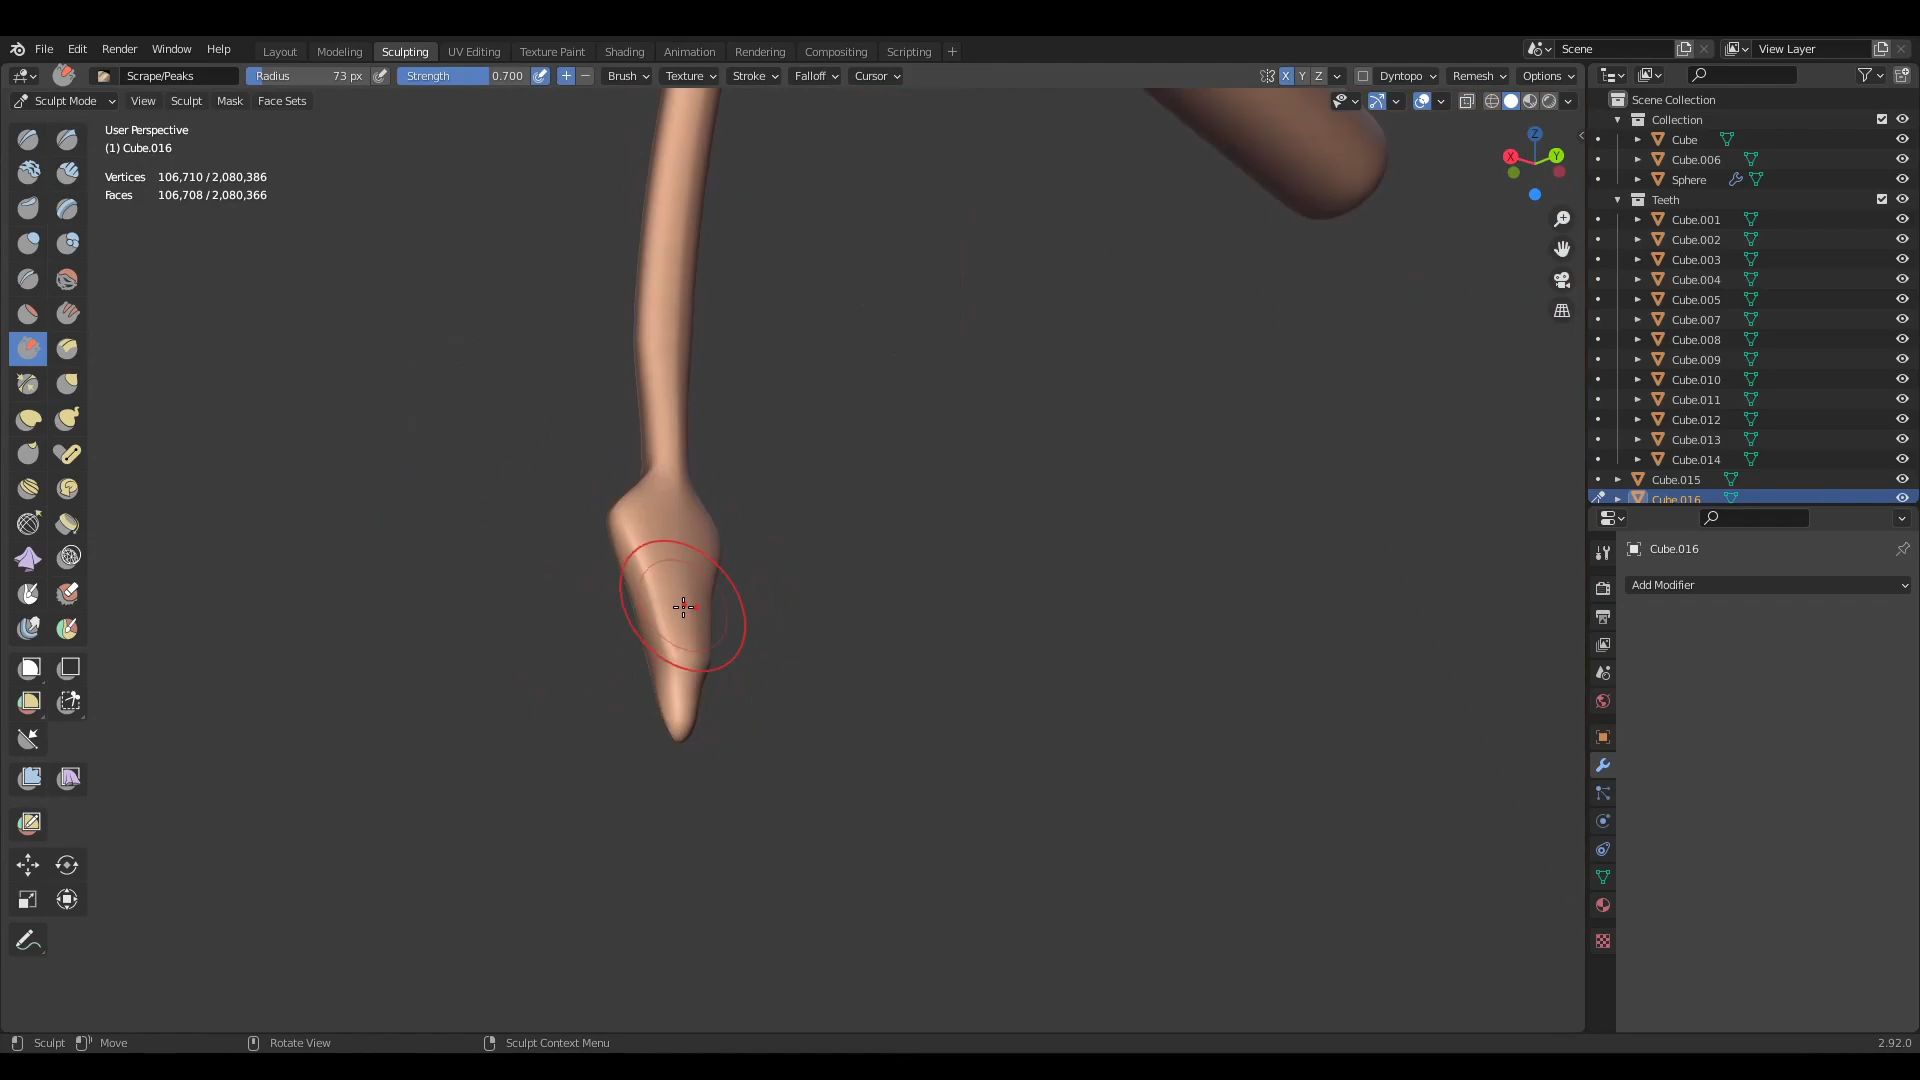 File Edit Render Window Help Layout Modeling Sculpting UV Editing Texture Paint Shading Animation Rendering Compositing Scripting + Scene View Layer
Scrape/Peaks Radius 73 px Strength 0.700 + − Brush Texture Stroke Falloff Cursor X Y Z Dyntopo Remesh Options
Sculpt Mode View Sculpt Mask Face Sets
User Perspective
(1) Cube.016
Vertices 106,710 / 2,080,386
Faces 106,708 / 2,080,366
Z
X Y
Scene Collection
Collection
Cube
Cube.006
Sphere
Teeth
Cube.001
Cube.002
Cube.003
Cube.004
Cube.005
Cube.007
Cube.008
Cube.009
Cube.010
Cube.011
Cube.012
Cube.013
Cube.014
Cube.015
Cube.016
Cube.016
Add Modifier
Sculpt Move Rotate View Sculpt Context Menu 2.92.0